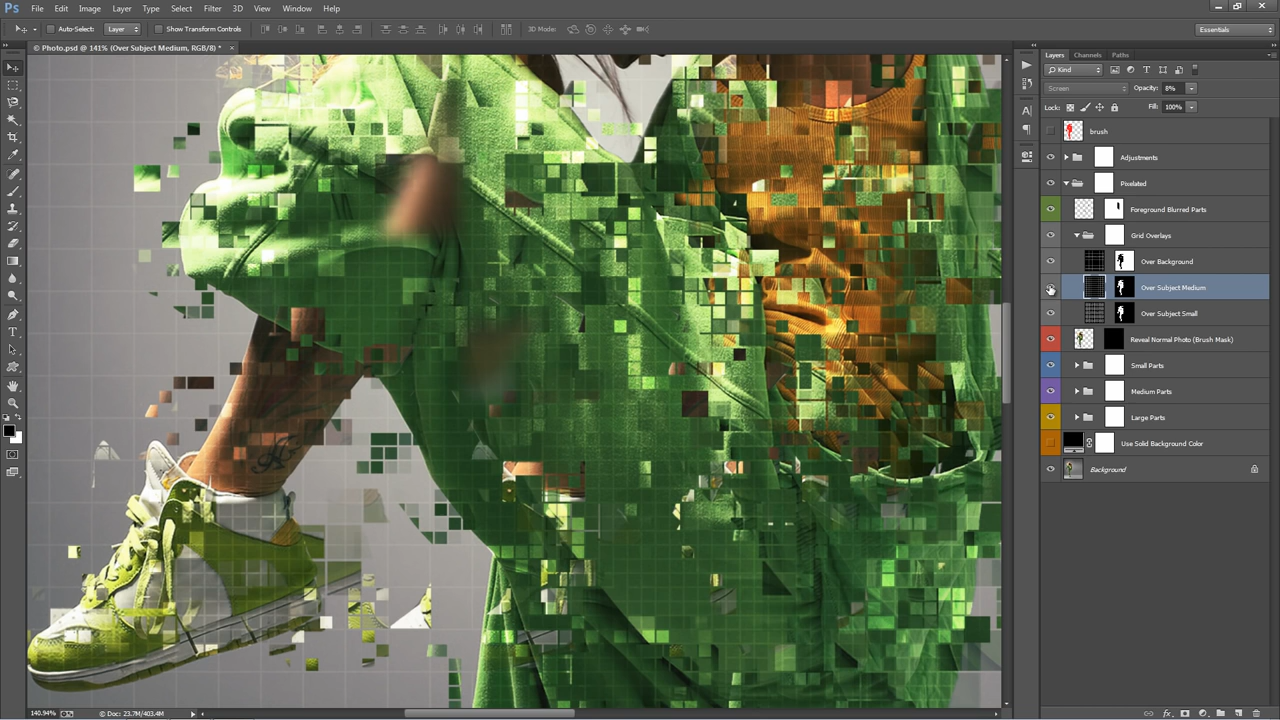 Ps File Edit Image Layer Type Select Filter 3D View Window Help
Auto-Select: Layer Show Transform Controls 3D Mode: Essentials
© Photo.psd @ 141% (Over Subject Medium, RGB/8) * ×
Layers Channels Paths
Kind
Screen Opacity: 8%
Lock: Fill: 100%
brush
Adjustments
Pixelated
Foreground Blurred Parts
Grid Overlays
Over Background
Over Subject Medium
Over Subject Small
Reveal Normal Photo (Brush Mask)
Small Parts
Medium Parts
Large Parts
Use Solid Background Color
Background
140.94% © Doc: 23.7M/403.4M